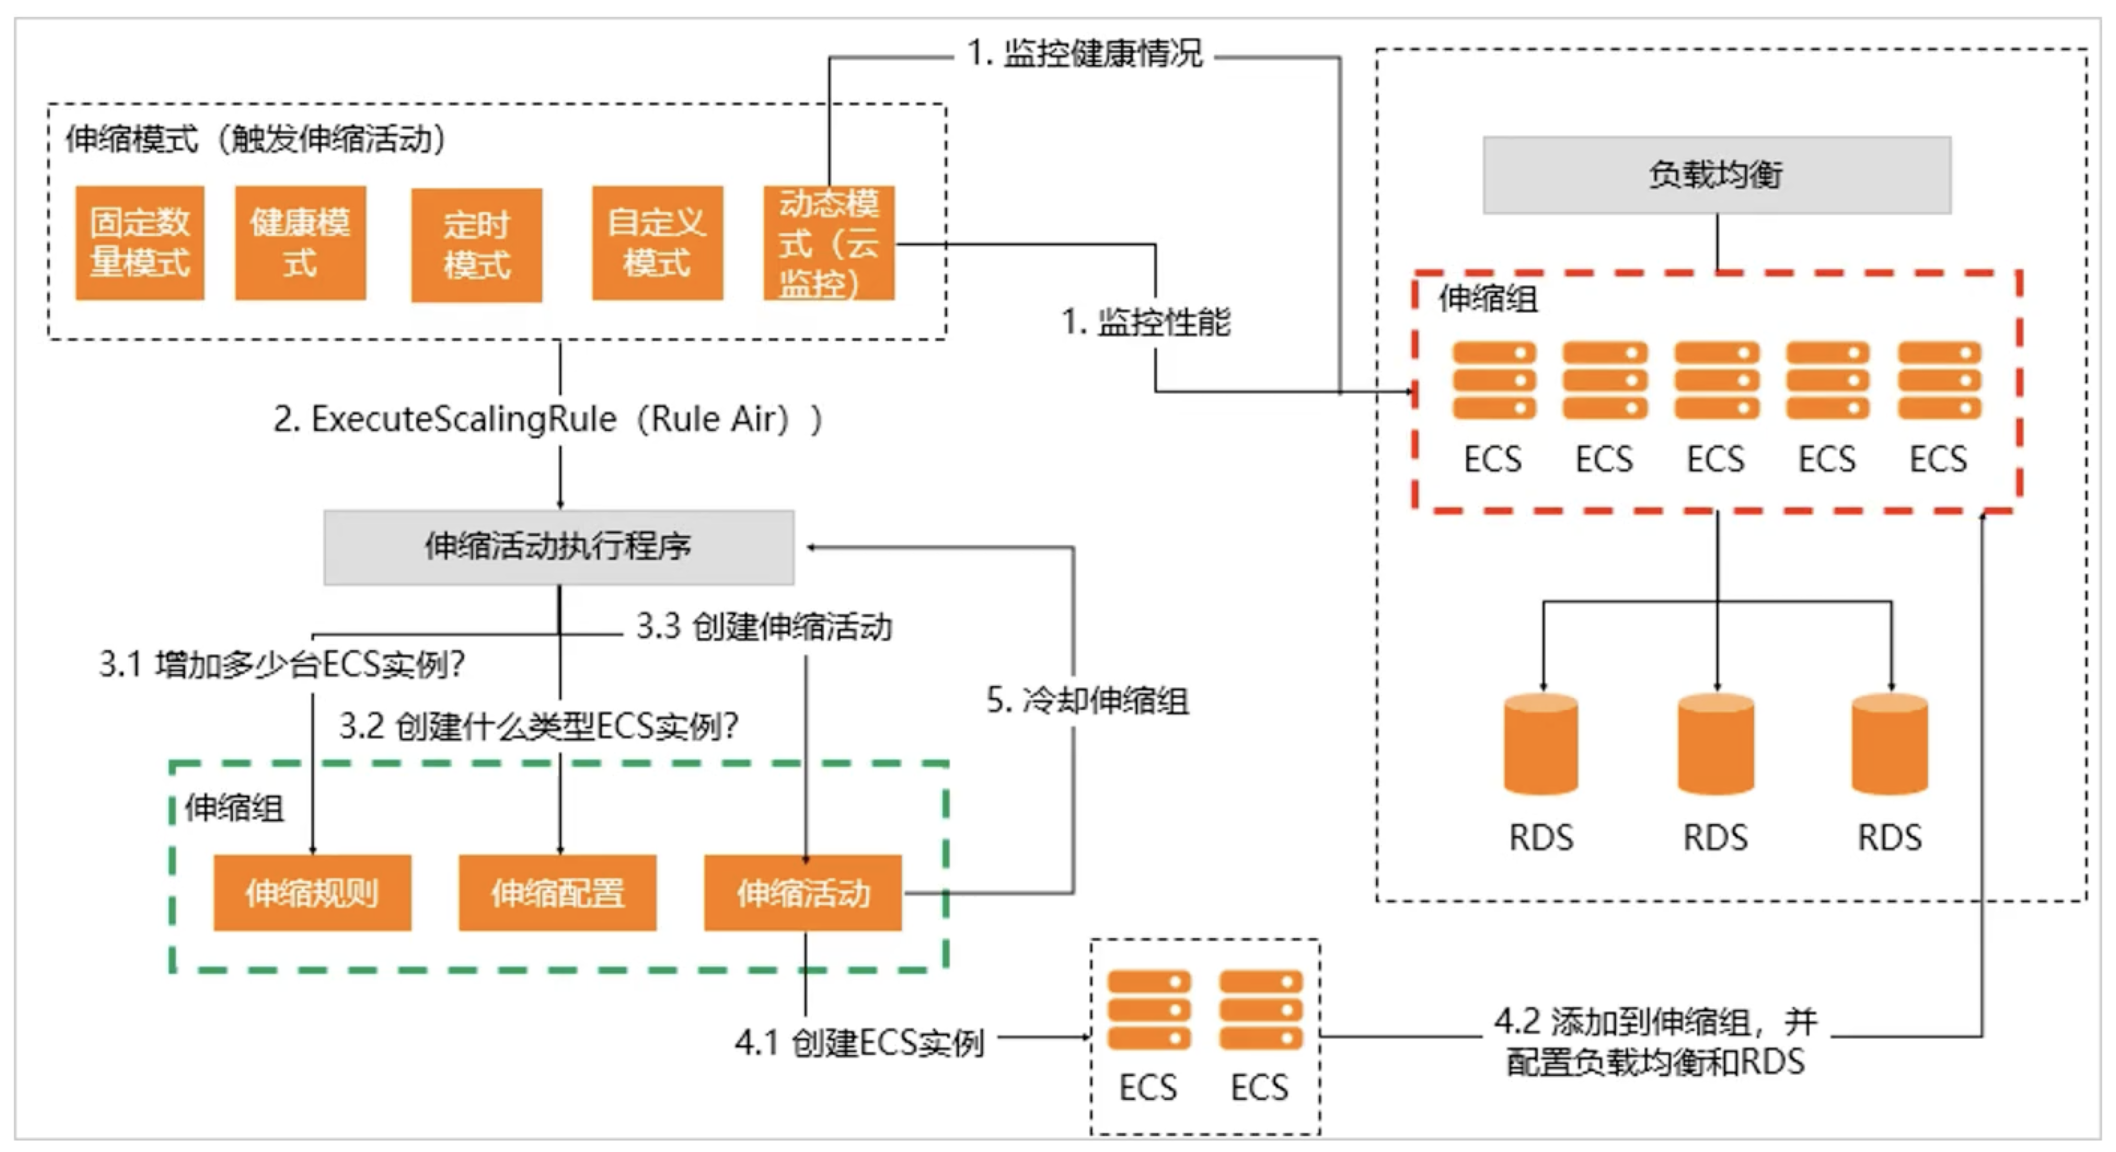 1. 监控健康情况
伸缩模式（触发伸缩活动）
固定数
量模式
健康模
式
定时
模式
自定义
模式
动态模
式（云
监控）
1. 监控性能
2. ExecuteScalingRule（Rule Air））
伸缩活动执行程序
3.3 创建伸缩活动
3.1 增加多少台ECS实例？
3.2 创建什么类型ECS实例？
5. 冷却伸缩组
伸缩组
伸缩规则
伸缩配置
伸缩活动
4.1 创建ECS实例
ECS
ECS
4.2 添加到伸缩组，并
配置负载均衡和RDS
负载均衡
伸缩组
ECS
ECS
ECS
ECS
ECS
RDS
RDS
RDS